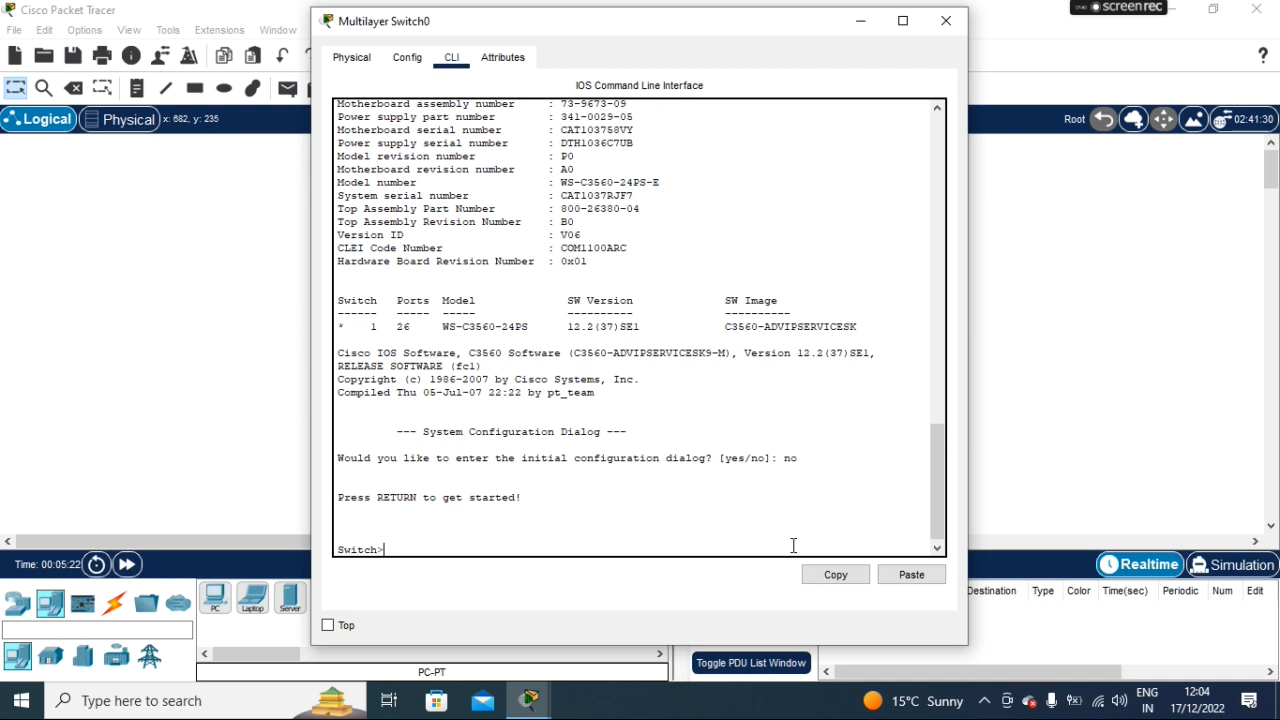 Cisco Packet Tracer
File Edit Options View Tools Extensions Window
screenrec
Multilayer Switch0
Physical Config CLI Attributes
IOS Command Line Interface
?
Logical Physical x: 682, y: 235
Root 02:41:30
Motherboard assembly number : 73-9673-09
Power supply part number : 341-0029-05
Motherboard serial number : CAT103758VY
Power supply serial number : DTH1036C7UB
Model revision number : P0
Motherboard revision number : A0
Model number : WS-C3560-24PS-E
System serial number : CAT1037RJF7
Top Assembly Part Number : 800-26380-04
Top Assembly Revision Number : B0
Version ID : V06
CLEI Code Number : COM1100ARC
Hardware Board Revision Number : 0x01
Switch Ports Model SW Version SW Image
------ ----- ----- ---------- ----------
* 1 26 WS-C3560-24PS 12.2(37)SE1 C3560-ADVIPSERVICESK
Cisco IOS Software, C3560 Software (C3560-ADVIPSERVICESK9-M), Version 12.2(37)SE1,
RELEASE SOFTWARE (fc1)
Copyright (c) 1986-2007 by Cisco Systems, Inc.
Compiled Thu 05-Jul-07 22:22 by pt_team
--- System Configuration Dialog ---
Would you like to enter the initial configuration dialog? [yes/no]: no
Press RETURN to get started!
Switch>
Copy Paste
Top
Time: 00:05:22
Realtime Simulation
PC Laptop Server
Destination Type Color Time(sec) Periodic Num Edit
Toggle PDU List Window
PC-PT
Type here to search
15°C Sunny
ENG
IN
12:04
17/12/2022